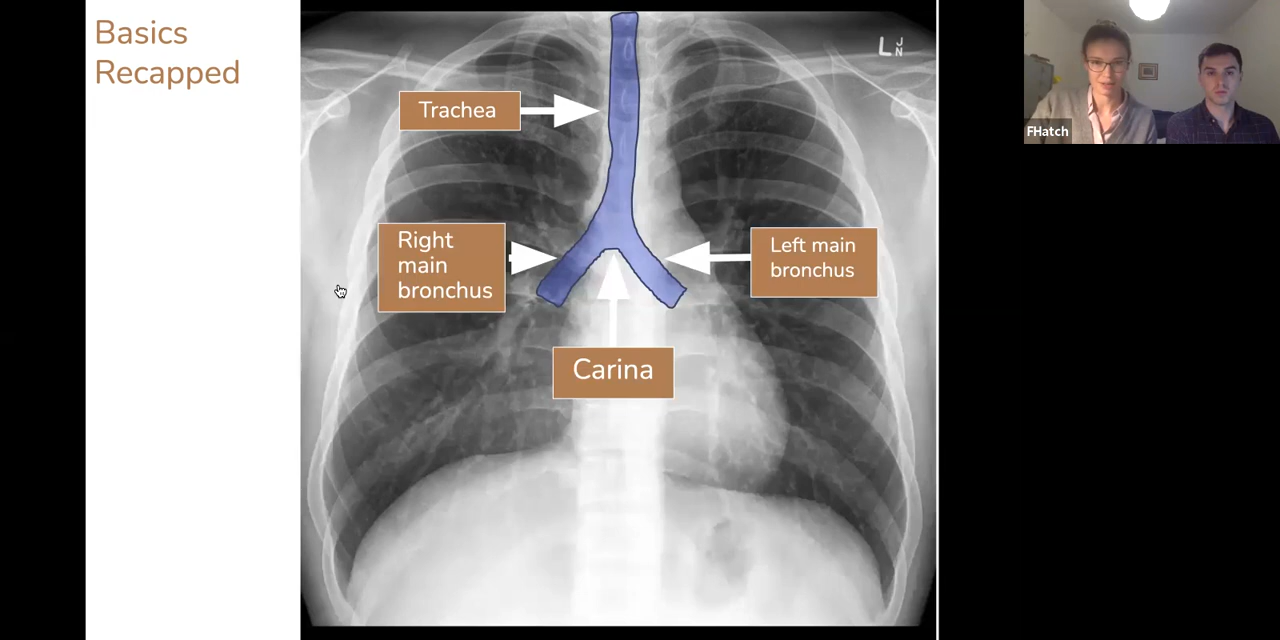 Basics
Recapped
L J
N
Trachea
Right
main
bronchus
Left main
bronchus
Carina
FHatch